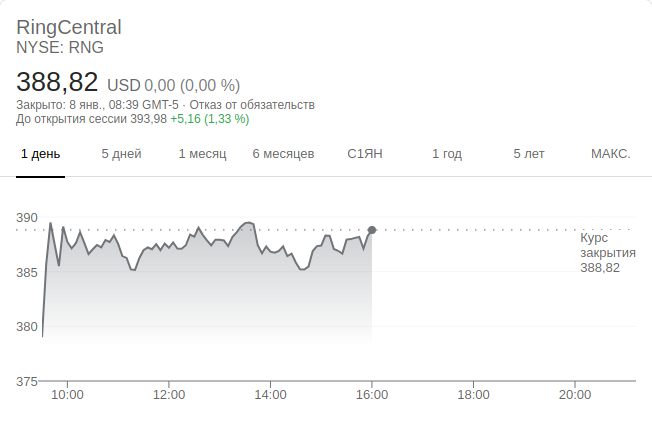 RingCentral
NYSE: RNG
388,82 USD 0,00 (0,00 %)
Закрыто: 8 янв., 08:39 GMT-5 · Отказ от обязательств
До открытия сессии 393,98 +5,16 (1,33 %)
1 день 5 дней 1 месяц 6 месяцев С1ЯН 1 год 5 лет МАКС.
390
Курс
закрытия
388,82
385
380
375
10:00 12:00 14:00 16:00 18:00 20:00